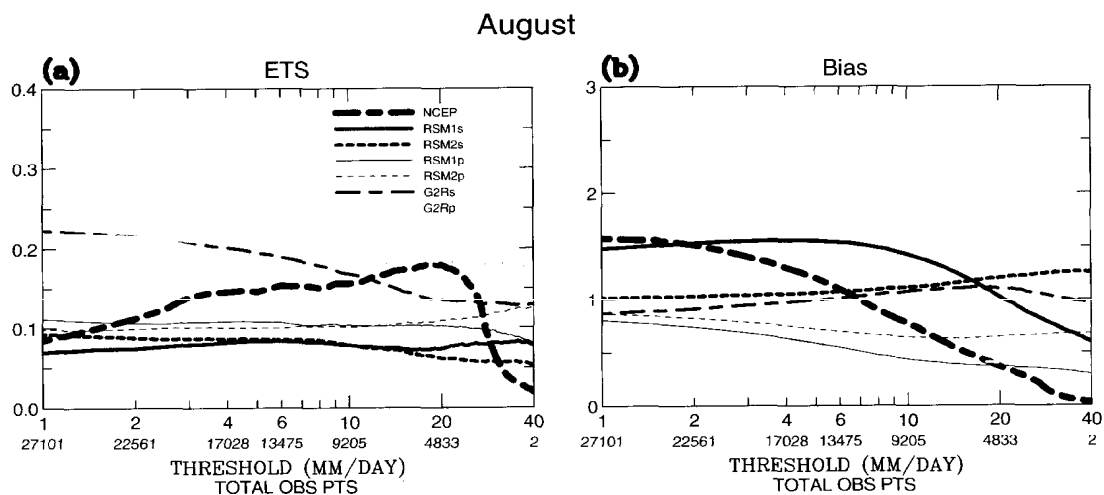 August
(a) ETS
0.4
0.3
0.2
0.1
0.0
NCEP
RSM1s
RSM2s
RSM1p
RSM2p
G2Rs
G2Rp
1 2 4 6 10 20 40
27101 22561 17028 13475 9205 4833 2
THRESHOLD (MM/DAY)
TOTAL OBS PTS
(b) Bias
3
2
1
0
1 2 4 6 10 20 40
27101 22561 17028 13475 9205 4833 2
THRESHOLD (MM/DAY)
TOTAL OBS PTS